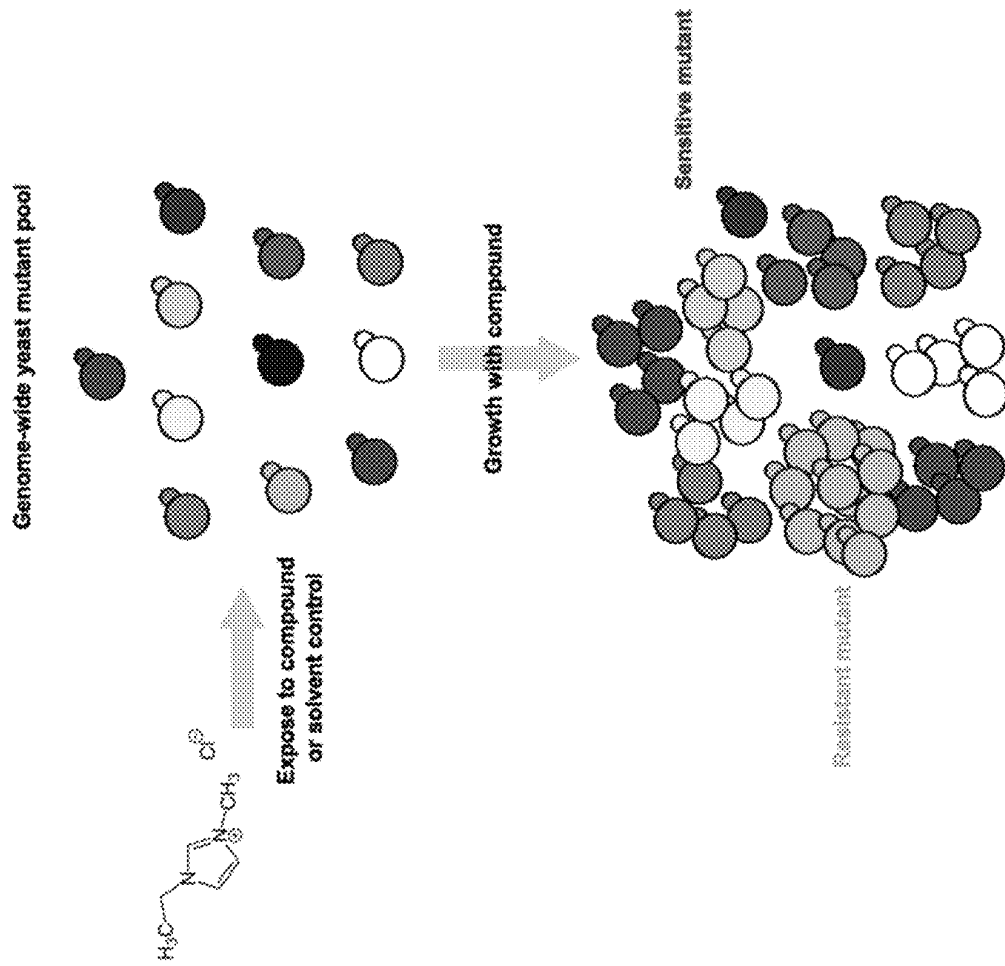 Genome-wide yeast mutant pool
H₃C
N
N
⊕
CH₃
Cl
⊖
Expose to compound
or solvent control
Growth with compound
Sensitive mutant
Resistant mutant